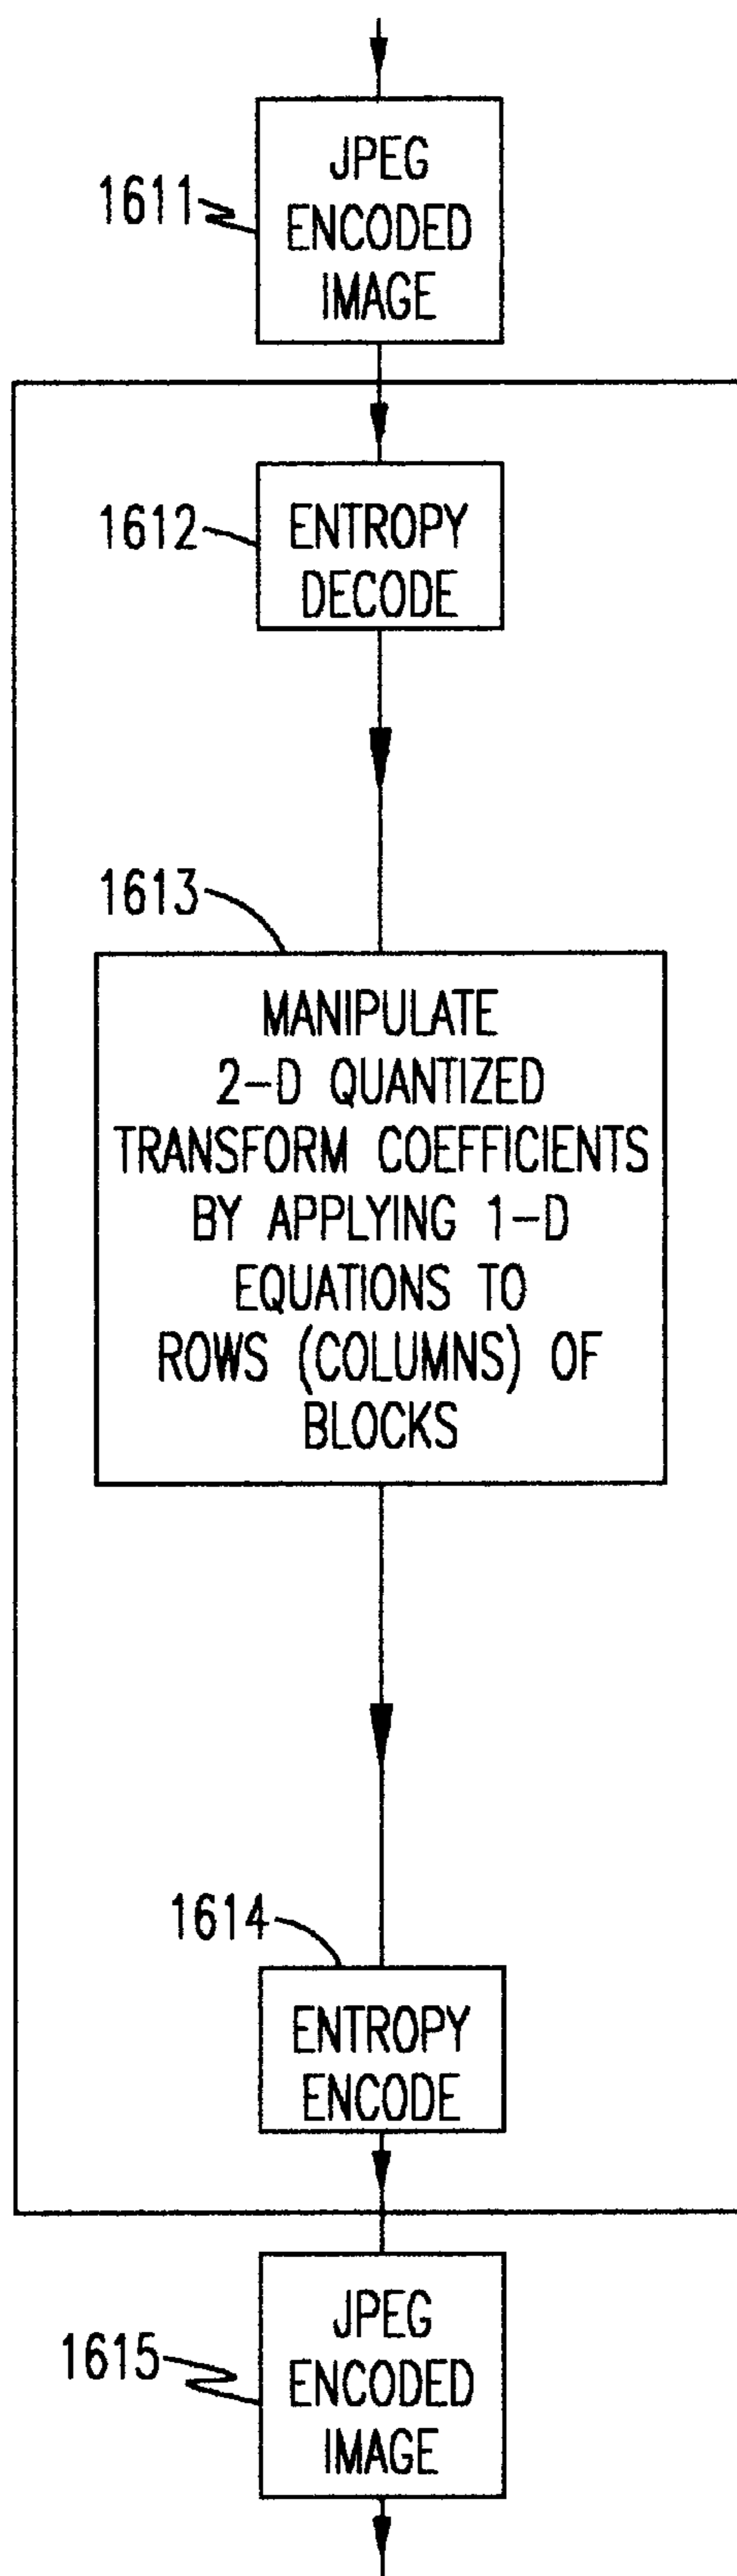 JPEG
1611
ENCODED
IMAGE
1612
ENTROPY
DECODE
1613
MANIPULATE
2-D QUANTIZED
TRANSFORM COEFFICIENTS
BY APPLYING 1-D
EQUATIONS TO
ROWS (COLUMNS) OF
BLOCKS
1614
ENTROPY
ENCODE
JPEG
1615
ENCODED
IMAGE